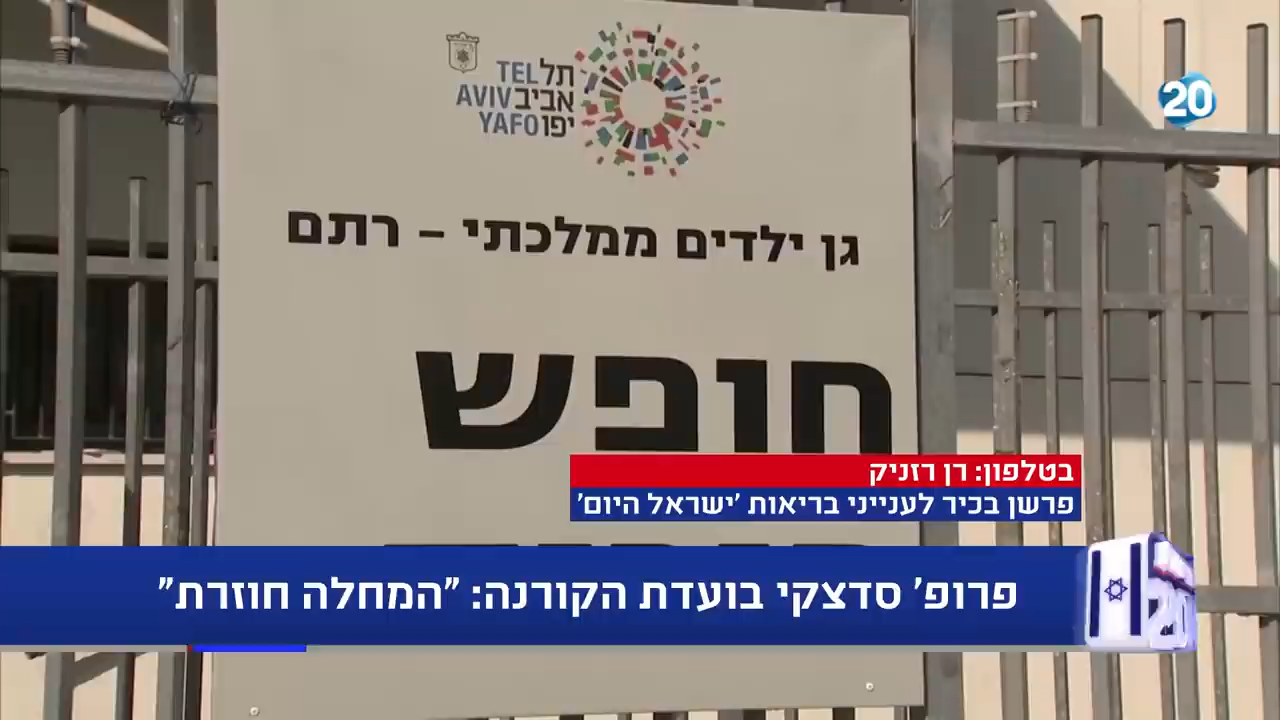 תל TEL
אביב AVIV
יפו YAFO
20
גן ילדים ממלכתי – רתם
חופש
בטלפון: רן רזניק
פרשן בכיר לענייני בריאות 'ישראל היום'
פרופ' סדצקי בועדת הקורנה: "המחלה חוזרת"
20